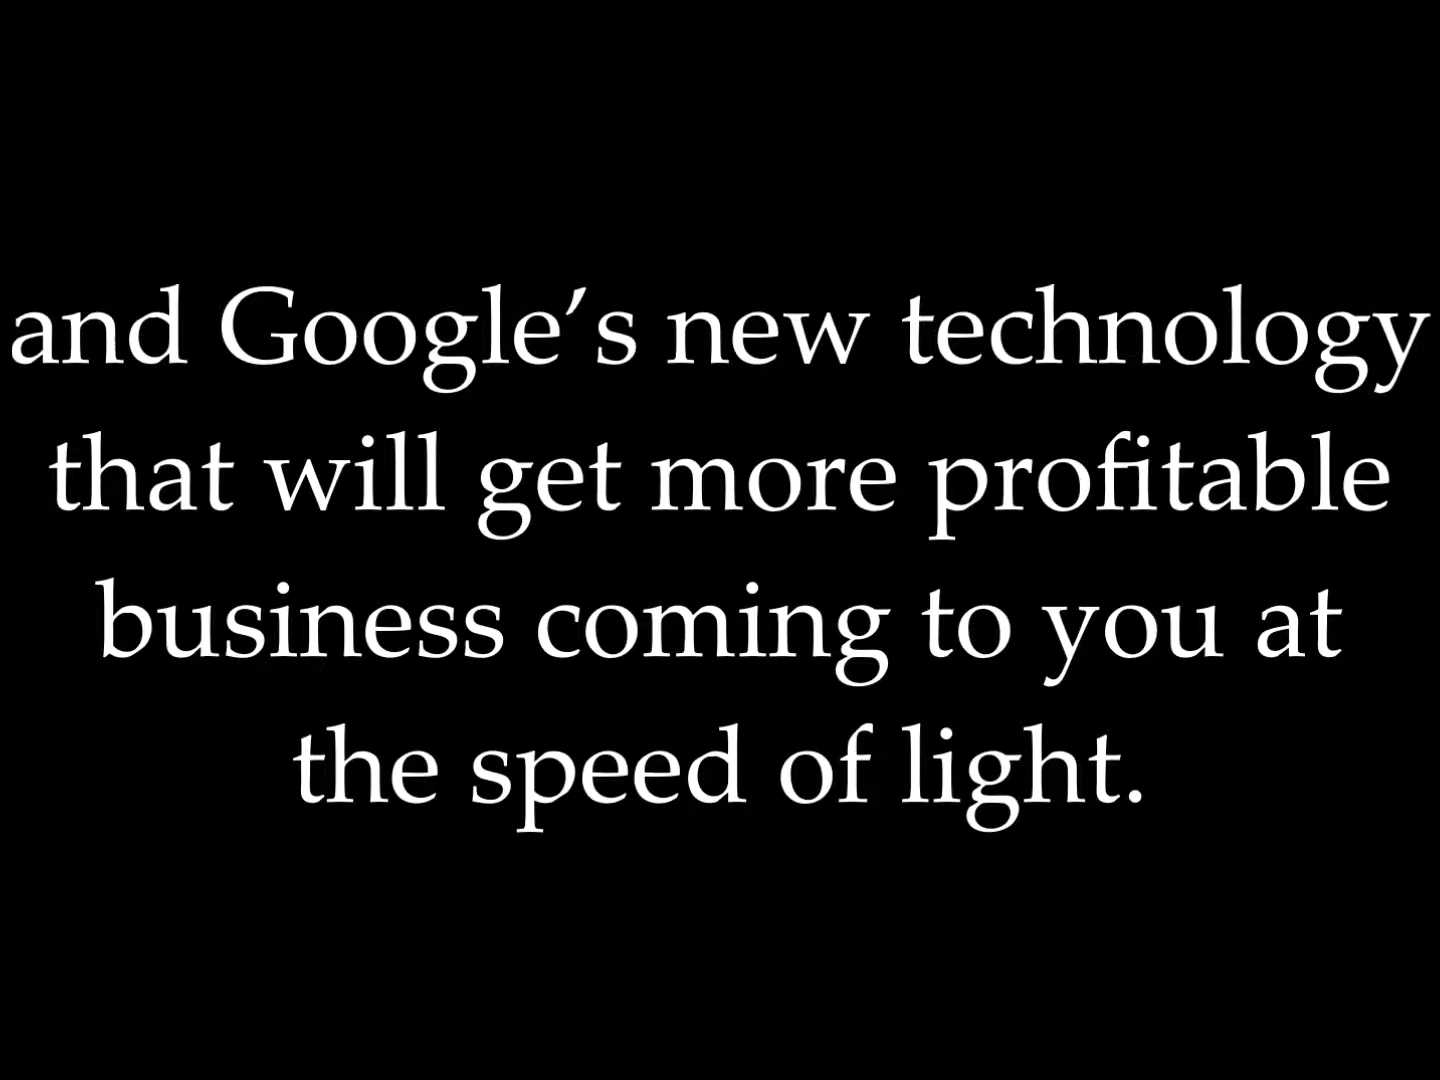 and Google’s new technology
that will get more profitable
business coming to you at
the speed of light.